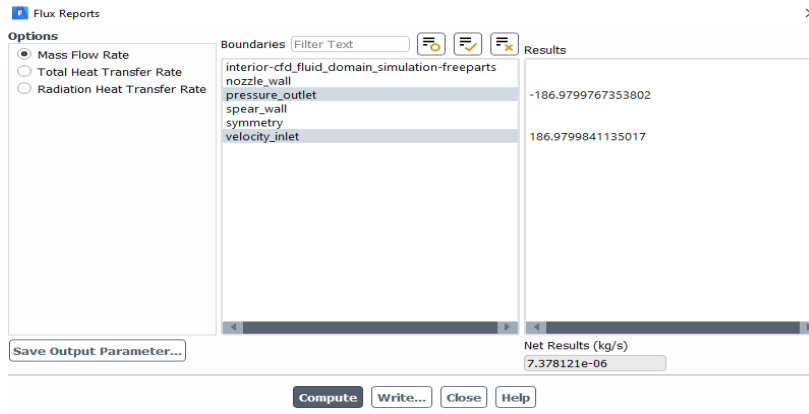 Flux Reports
Options
Mass Flow Rate
Total Heat Transfer Rate
Radiation Heat Transfer Rate
Save Output Parameter...
Boundaries Filter Text
interior-cfd_fluid_domain_simulation-freeparts
nozzle_wall
pressure_outlet
spear_wall
symmetry
velocity_inlet
Results
-186.9799767353802
186.9799841135017
Net Results (kg/s)
7.378121e-06
Compute Write... Close Help